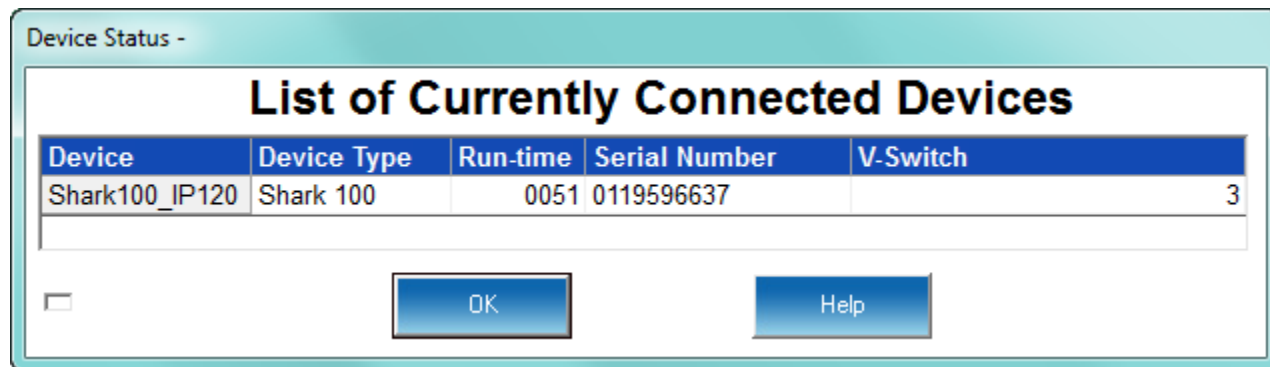 Device Status -
List of Currently Connected Devices
Device Device Type Run-time Serial Number V-Switch
Shark100_IP120 Shark 100 0051 0119596637 3
OK Help